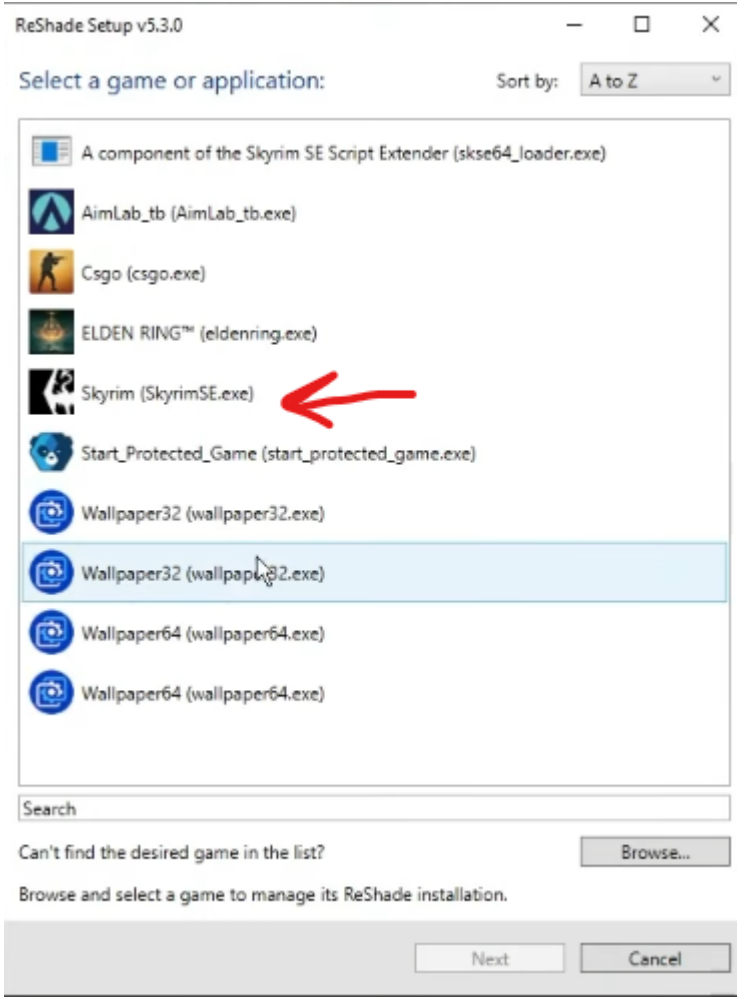 ReShade Setup v5.3.0
Select a game or application:
Sort by:
A to Z
A component of the Skyrim SE Script Extender (skse64_loader.exe)
AimLab_tb (AimLab_tb.exe)
Csgo (csgo.exe)
ELDEN RING™ (eldenring.exe)
Skyrim (SkyrimSE.exe)
Start_Protected_Game (start_protected_game.exe)
Wallpaper32 (wallpaper32.exe)
Wallpaper32 (wallpaper32.exe)
Wallpaper64 (wallpaper64.exe)
Wallpaper64 (wallpaper64.exe)
Search
Can't find the desired game in the list?
Browse...
Browse and select a game to manage its ReShade installation.
Next
Cancel